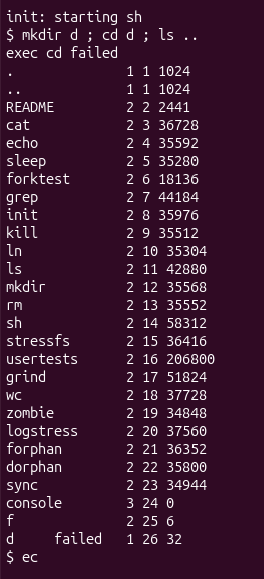 init: starting sh
$ mkdir d ; cd d ; ls ..
exec cd failed
. 1 1 1024
.. 1 1 1024
README 2 2 2441
cat 2 3 36728
echo 2 4 35592
sleep 2 5 35280
forktest 2 6 18136
grep 2 7 44184
init 2 8 35976
kill 2 9 35512
ln 2 10 35304
ls 2 11 42880
mkdir 2 12 35568
rm 2 13 35552
sh 2 14 58312
stressfs 2 15 36416
usertests 2 16 206800
grind 2 17 51824
wc 2 18 37728
zombie 2 19 34848
logstress 2 20 37560
forphan 2 21 36352
dorphan 2 22 35800
sync 2 23 34944
console 3 24 0
f 2 25 6
d failed 1 26 32
$ ec